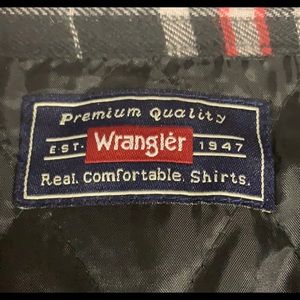 Premium Quality
EST. Wrangler 1947
Real. Comfortable. Shirts.